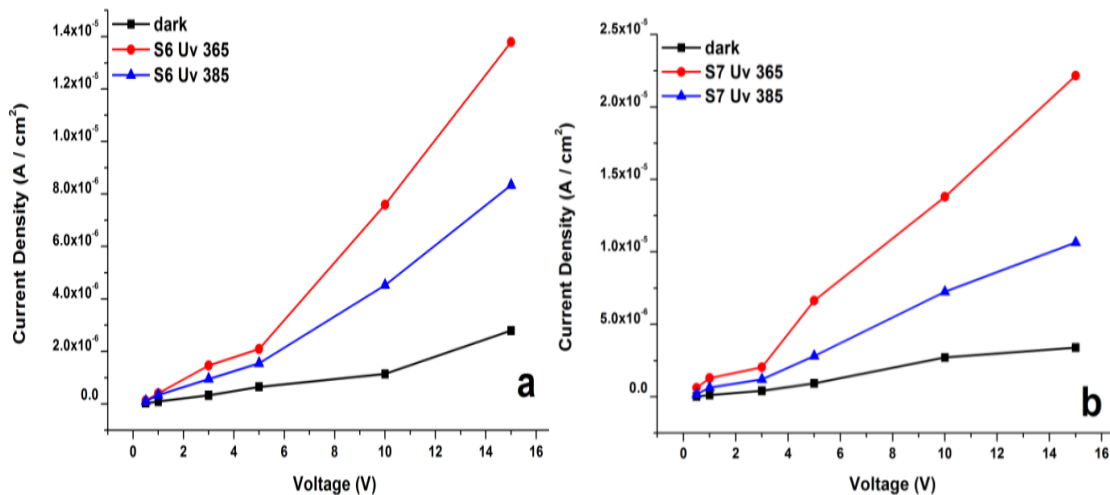 dark
S6 Uv 365
S6 Uv 385
1.4x10⁻⁵
1.2x10⁻⁵
1.0x10⁻⁵
8.0x10⁻⁶
6.0x10⁻⁶
4.0x10⁻⁶
2.0x10⁻⁶
0.0
Current Density (A / cm²)
0 2 4 6 8 10 12 14 16
Voltage (V)
a
dark
S7 Uv 365
S7 Uv 385
2.5x10⁻⁵
2.0x10⁻⁵
1.5x10⁻⁵
1.0x10⁻⁵
5.0x10⁻⁶
0.0
Current Density (A / cm²)
0 2 4 6 8 10 12 14 16
Voltage (V)
b